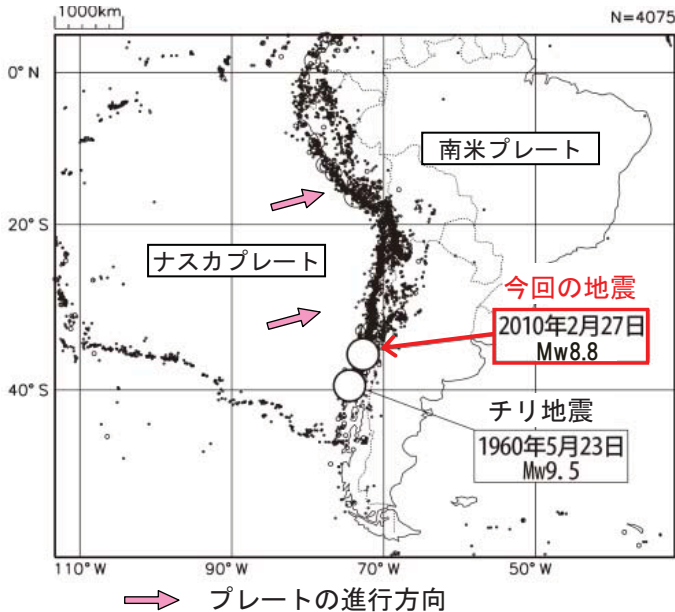 1000km
N=4075
0° N
南米プレート
20° S
ナスカプレート
今回の地震
2010年2月27日
Mw8.8
40° S
チリ地震
1960年5月23日
Mw9.5
110° W
90° W
70° W
50° W
プレートの進行方向